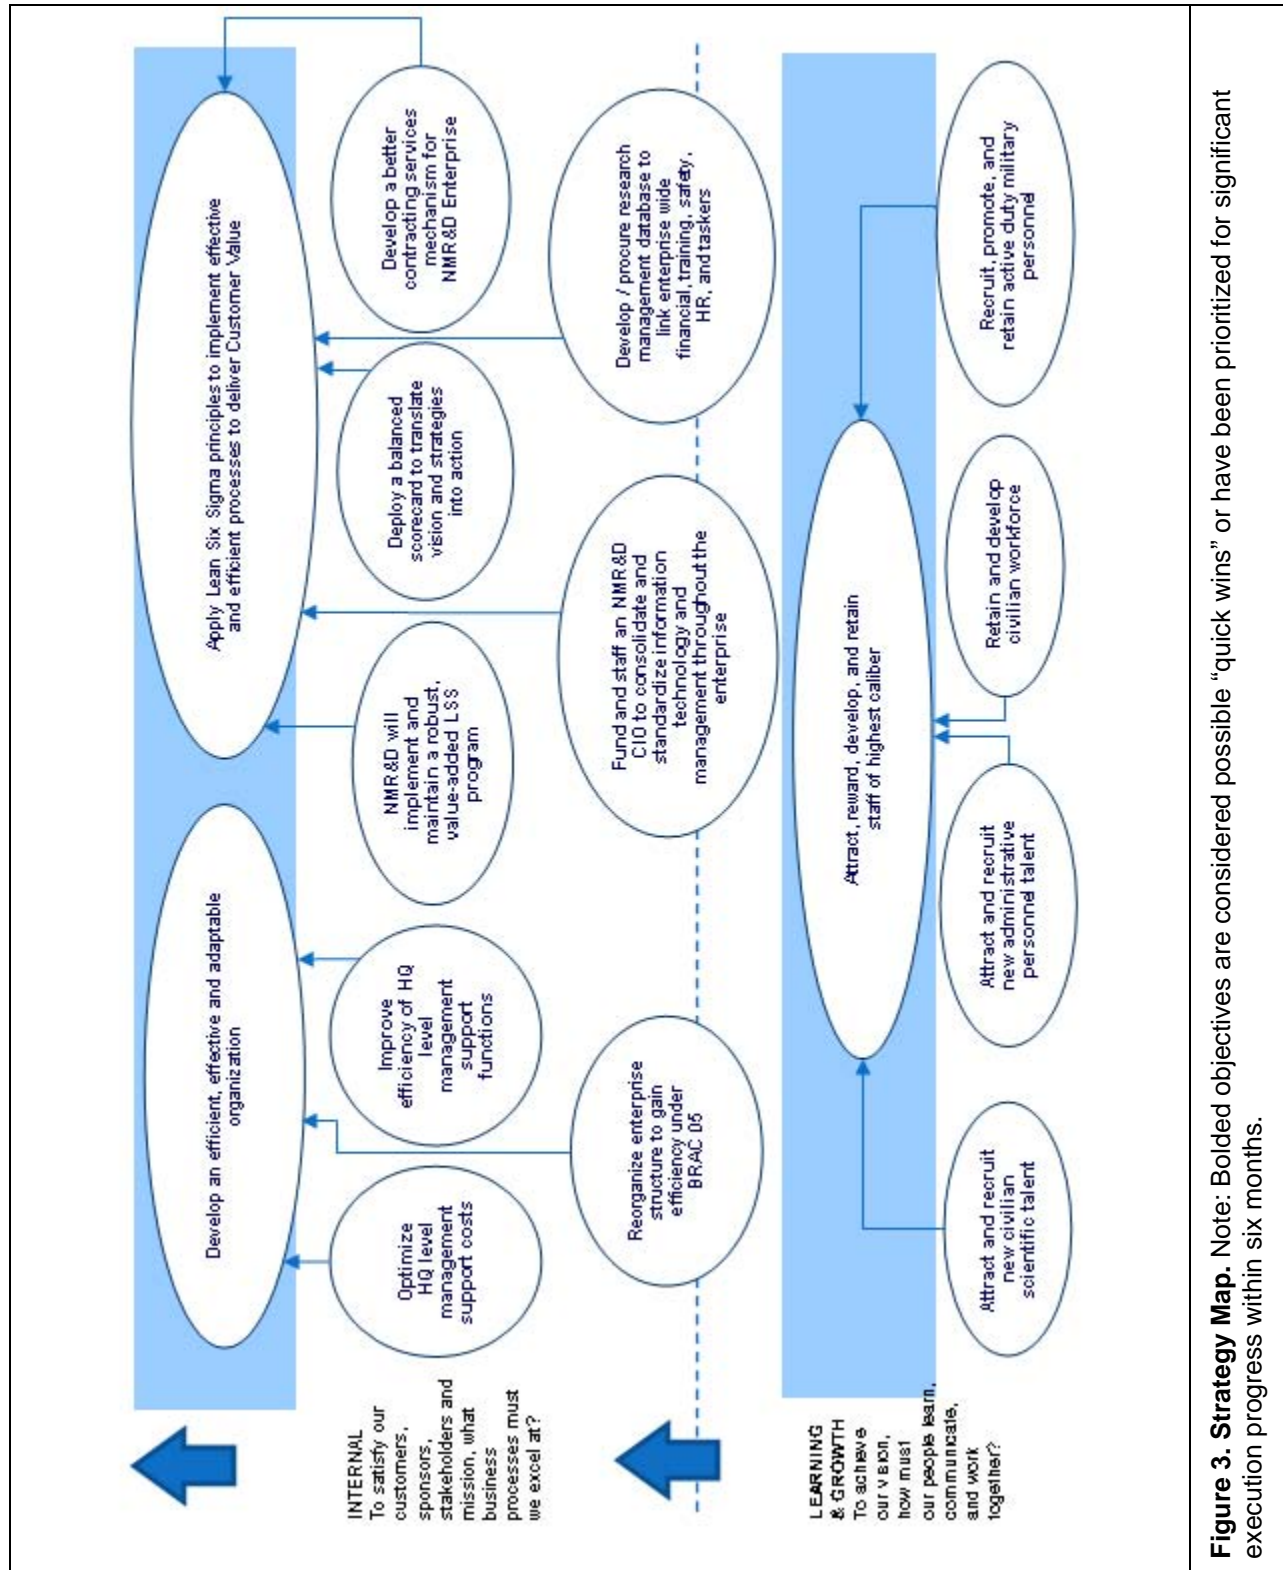 Develop an efficient, effective and adaptable
organization
Apply Lean Six Sigma principles to implement effective
and efficient processes to deliver Customer Value
INTERNAL
To satisfy our
customers,
sponsors,
stakeholders and
mission, what
business
processes must
we excel at?
Optimize
HQ level
management
support costs
Improve
efficiency of HQ
level
management
support
functions
NMR&D will
implement and
maintain a robust,
value-added LSS
program
Deploy a balanced
scorecard to translate
vision and strategies
into action
Develop a better
contracting services
mechanism for
NMR&D Enterprise
Reorganize enterprise
structure to gain
efficiency under
BRAC 05
Fund and staff an NMR&D
CIO to consolidate and
standardize information
technology and
management throughout the
enterprise
Develop / procure research
management database to
link enterprise wide
financial, training, safety,
HR, and taskers
LEARNING
& GROWTH
To achieve
our vision,
how must
our people learn,
communicate,
and work
together?
Attract, reward, develop, and retain
staff of highest caliber
Attract and recruit
new civilian
scientific talent
Attract and recruit
new administrative
personnel talent
Retain and develop
civilian workforce
Recruit, promote, and
retain active duty military
personnel
Figure 3. Strategy Map. Note: Bolded objectives are considered possible “quick wins” or have been prioritized for significant
execution progress within six months.